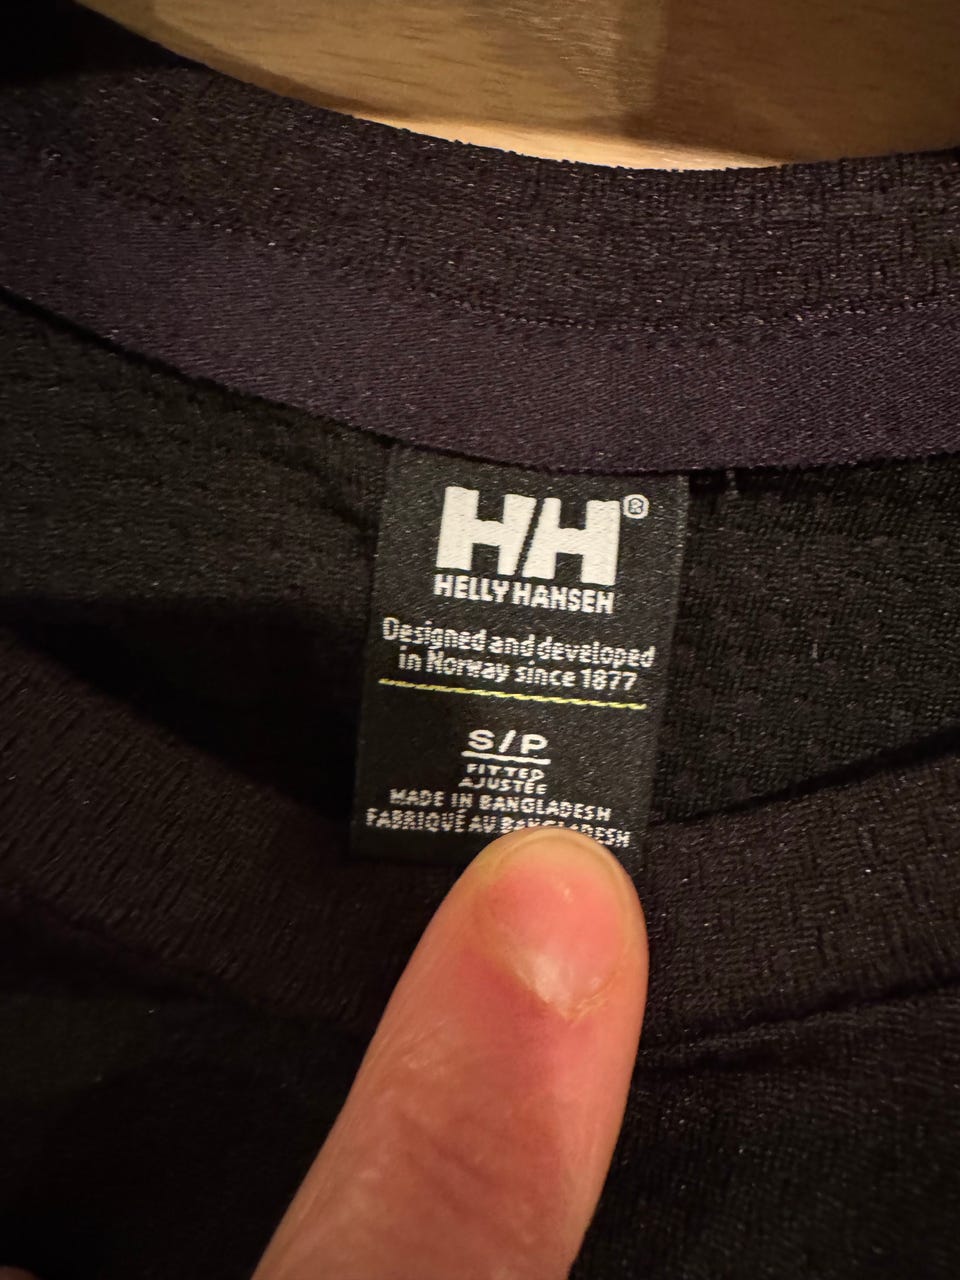 HH®
HELLY HANSEN
Designed and developed
in Norway since 1877
S/P
FITTED
AJUSTÉE
MADE IN BANGLADESH
FABRIQUÉ AU BANGLADESH